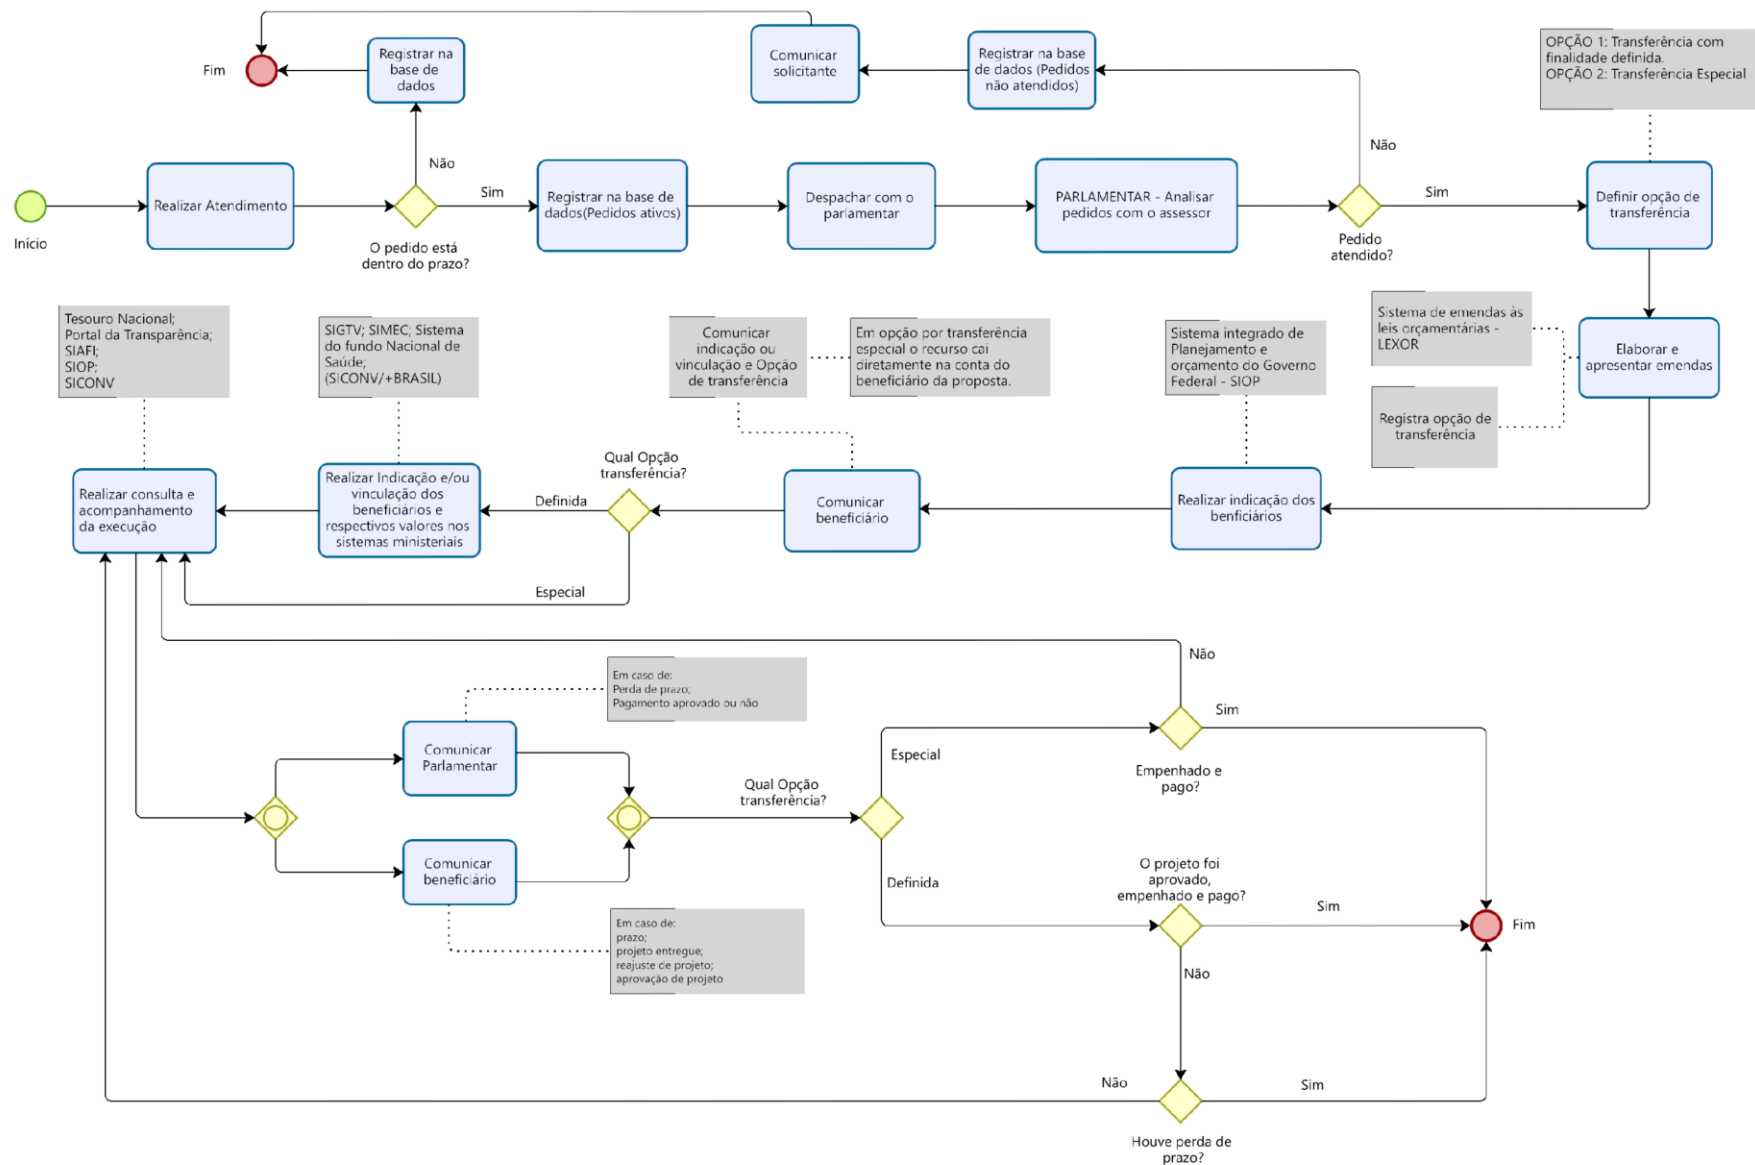 Fim
Registrar na
base de
dados
Comunicar
solicitante
Registrar na base
de dados (Pedidos
não atendidos)
OPÇÃO 1: Transferência com
finalidade definida.
OPÇÃO 2: Transferência Especial
Não
Não
Início
Realizar Atendimento
O pedido está
dentro do prazo?
Sim
Registrar na base de
dados(Pedidos ativos)
Despachar com o
parlamentar
PARLAMENTAR - Analisar
pedidos com o assessor
Pedido
atendido?
Sim
Definir opção de
transferência
Tesouro Nacional;
Portal da Transparência;
SIAFI;
SIOP;
SICONV
SIGTV; SIMEC; Sistema
do fundo Nacional de
Saúde;
(SICONV/+BRASIL)
Comunicar
indicação ou
vinculação e Opção
de transferência
Em opção por transferência
especial o recurso cai
diretamente na conta do
beneficiário da proposta.
Sistema integrado de
Planejamento e
orçamento do Governo
Federal - SIOP
Sistema de emendas às
leis orçamentárias -
LEXOR
Elaborar e
apresentar emendas
Registra opção de
transferência
Realizar consulta e
acompanhamento
da execução
Realizar Indicação e/ou
vinculação dos
beneficiários e
respectivos valores nos
sistemas ministeriais
Definida
Qual Opção
transferência?
Comunicar
beneficiário
Realizar indicação dos
benficiários
Especial
Não
Em caso de:
Perda de prazo;
Pagamento aprovado ou não
Sim
Comunicar
Parlamentar
Especial
Empenhado e
pago?
Qual Opção
transferência?
Comunicar
beneficiário
Definida
O projeto foi
aprovado,
empenhado e pago?
Sim
Fim
Em caso de:
prazo;
projeto entregue;
reajuste de projeto;
aprovação de projeto
Não
Não
Sim
Houve perda de
prazo?